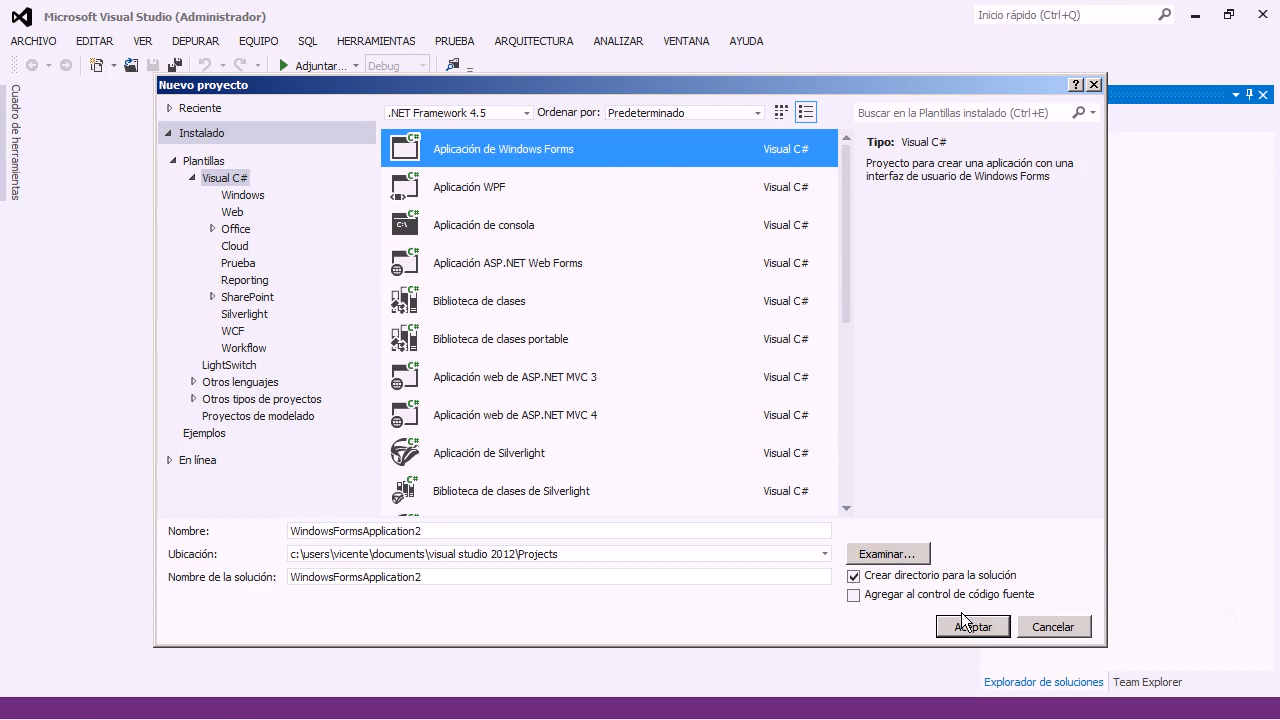 Microsoft Visual Studio (Administrador)
Inicio rápido (Ctrl+Q)
ARCHIVO EDITAR VER DEPURAR EQUIPO SQL HERRAMIENTAS PRUEBA ARQUITECTURA ANALIZAR VENTANA AYUDA
Adjuntar... Debug
Cuadro de herramientas
Nuevo proyecto
Reciente
Instalado
Plantillas
Visual C#
Windows
Web
Office
Cloud
Prueba
Reporting
SharePoint
Silverlight
WCF
Workflow
LightSwitch
Otros lenguajes
Otros tipos de proyectos
Proyectos de modelado
Ejemplos
En línea
.NET Framework 4.5 Ordenar por: Predeterminado
Aplicación de Windows Forms Visual C#
Aplicación WPF Visual C#
Aplicación de consola Visual C#
Aplicación ASP.NET Web Forms Visual C#
Biblioteca de clases Visual C#
Biblioteca de clases portable Visual C#
Aplicación web de ASP.NET MVC 3 Visual C#
Aplicación web de ASP.NET MVC 4 Visual C#
Aplicación de Silverlight Visual C#
Biblioteca de clases de Silverlight Visual C#
Buscar en la Plantillas instalado (Ctrl+E)
Tipo: Visual C#
Proyecto para crear una aplicación con una
interfaz de usuario de Windows Forms
Nombre: WindowsFormsApplication2
Ubicación: c:\users\vicente\documents\visual studio 2012\Projects
Nombre de la solución: WindowsFormsApplication2
Examinar...
Crear directorio para la solución
Agregar al control de código fuente
Aceptar Cancelar
Explorador de soluciones Team Explorer